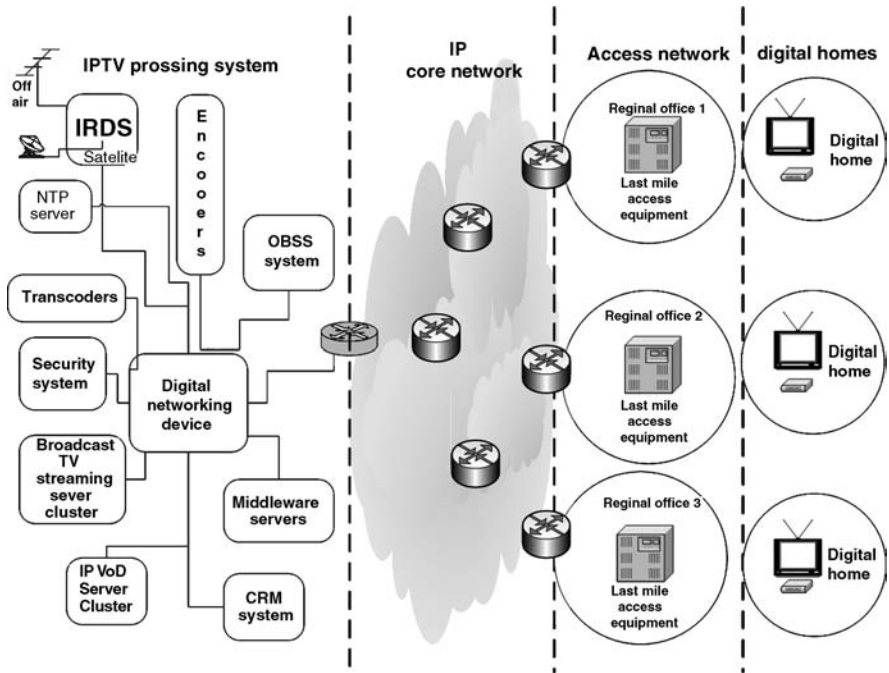 IPTV prossing system
IP
core network
Access network
digital homes
Off
air
IRDS
Satelite
E
n
c
o
o
e
r
s
NTP
server
OBSS
system
Transcoders
Security
system
Digital
networking
device
Broadcast
TV
streaming
sever
cluster
Middleware
servers
IP VoD
Server
Cluster
CRM
system
Reginal office 1
Last mile
access
equipment
Digital
home
Reginal office 2
Last mile
access
equipment
Digital
home
Reginal office 3
Last mile
access
equipment
Digital
home